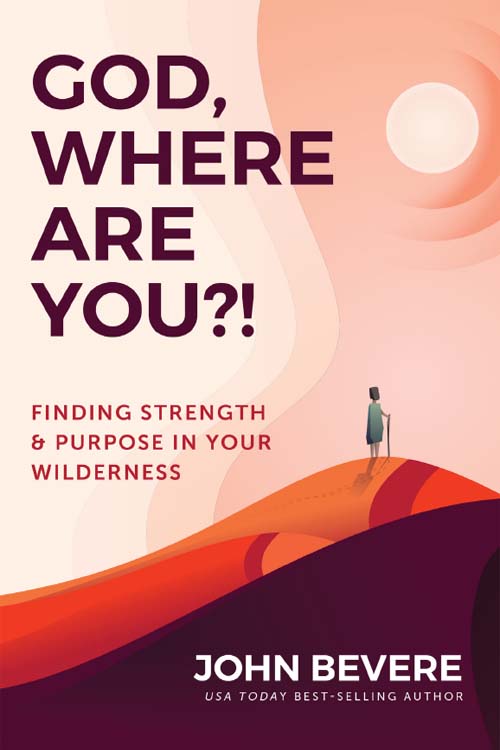 GOD,
WHERE
ARE
YOU?!
FINDING STRENGTH
& PURPOSE IN YOUR
WILDERNESS
JOHN BEVERE
USA TODAY BEST-SELLING AUTHOR